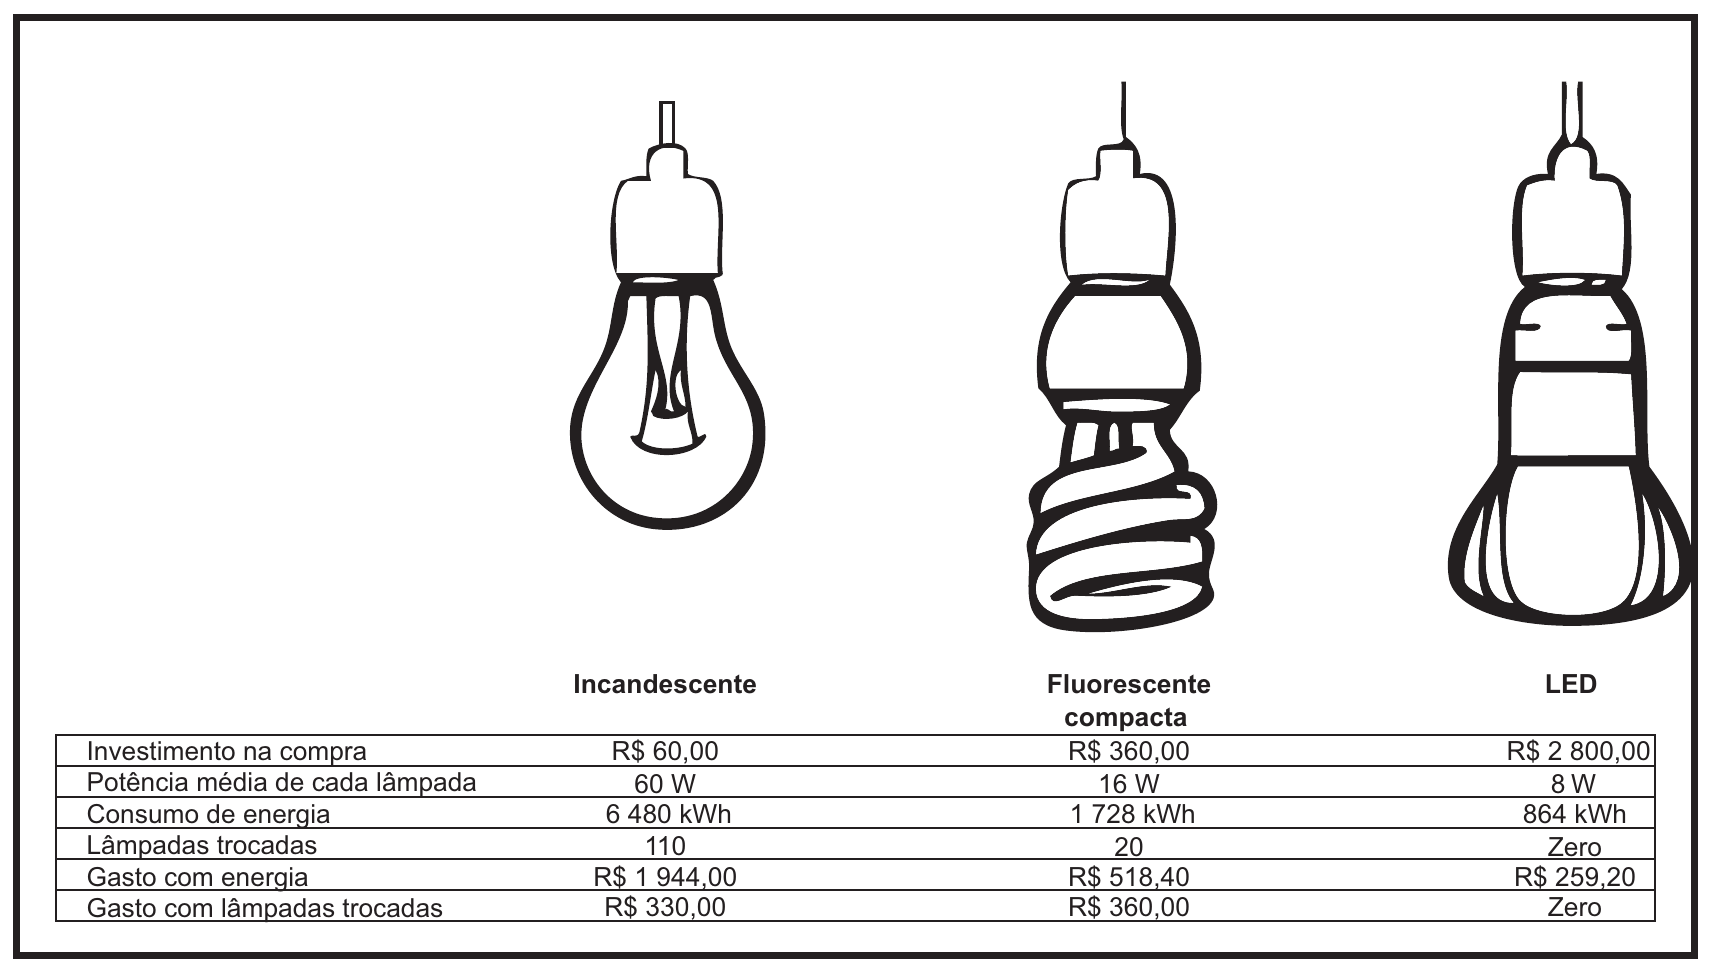 Incandescente Fluorescente LED
compacta
Investimento na compra R$ 60,00 R$ 360,00 R$ 2 800,00
Potência média de cada lâmpada 60 W 16 W 8 W
Consumo de energia 6 480 kWh 1 728 kWh 864 kWh
Lâmpadas trocadas 110 20 Zero
Gasto com energia R$ 1 944,00 R$ 518,40 R$ 259,20
Gasto com lâmpadas trocadas R$ 330,00 R$ 360,00 Zero